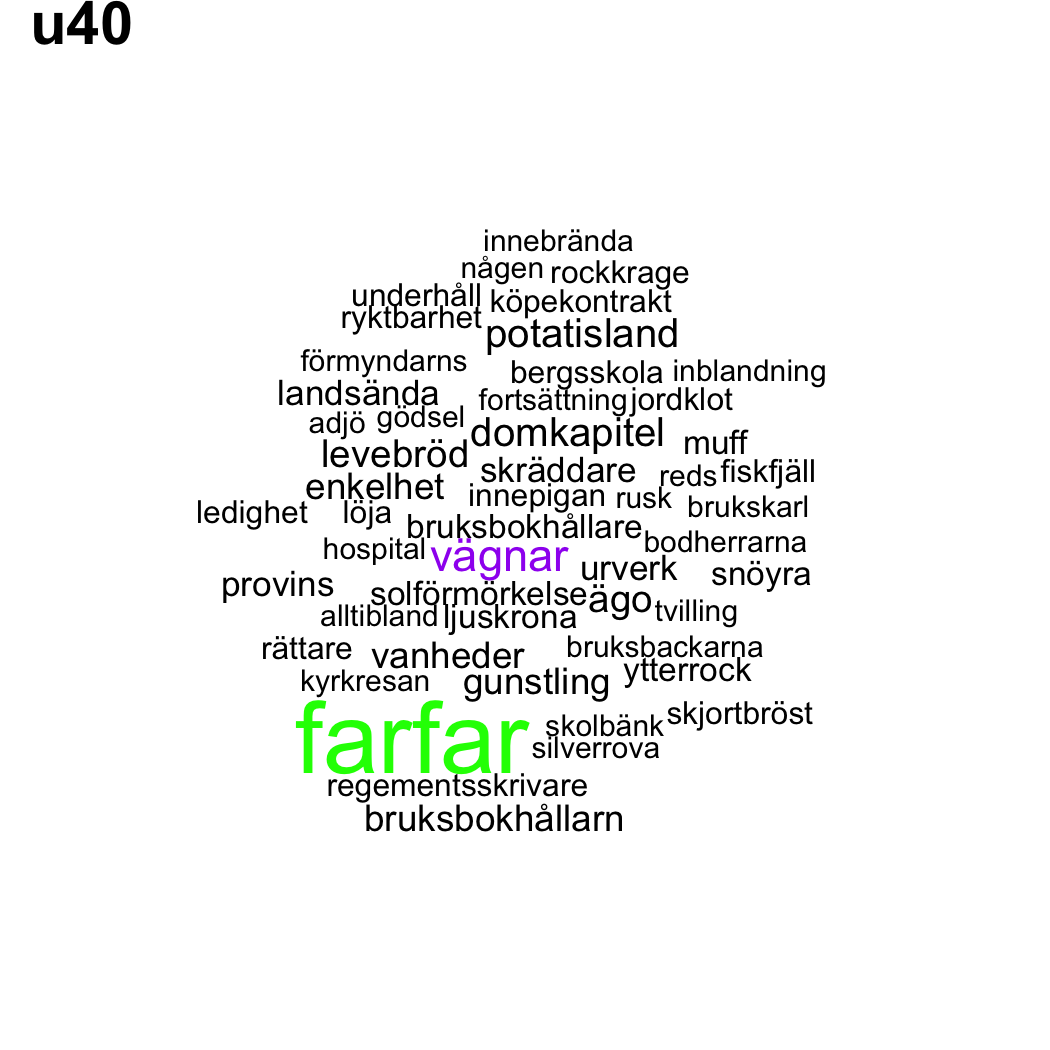 u40
innebrända
någen rockkrage
underhåll köpekontrakt
ryktbarhet potatisland
förmyndarns bergsskola inblandning
landsända fortsättning jordklot
adjö gödsel domkapitel muff
levebröd skräddare reds fiskfjäll
enkelhet innepigan rusk brukskarl
ledighet löja bruksbokhållare
hospital vägnar urverk bodherrarna
provins solförmörkelse ägo snöyra
alltibland ljuskrona tvilling
rättare vanheder bruksbackarna
kyrkresan gunstling ytterrock
farfar skolbänk skjortbröst
silverrova
regementsskrivare
bruksbokhållarn